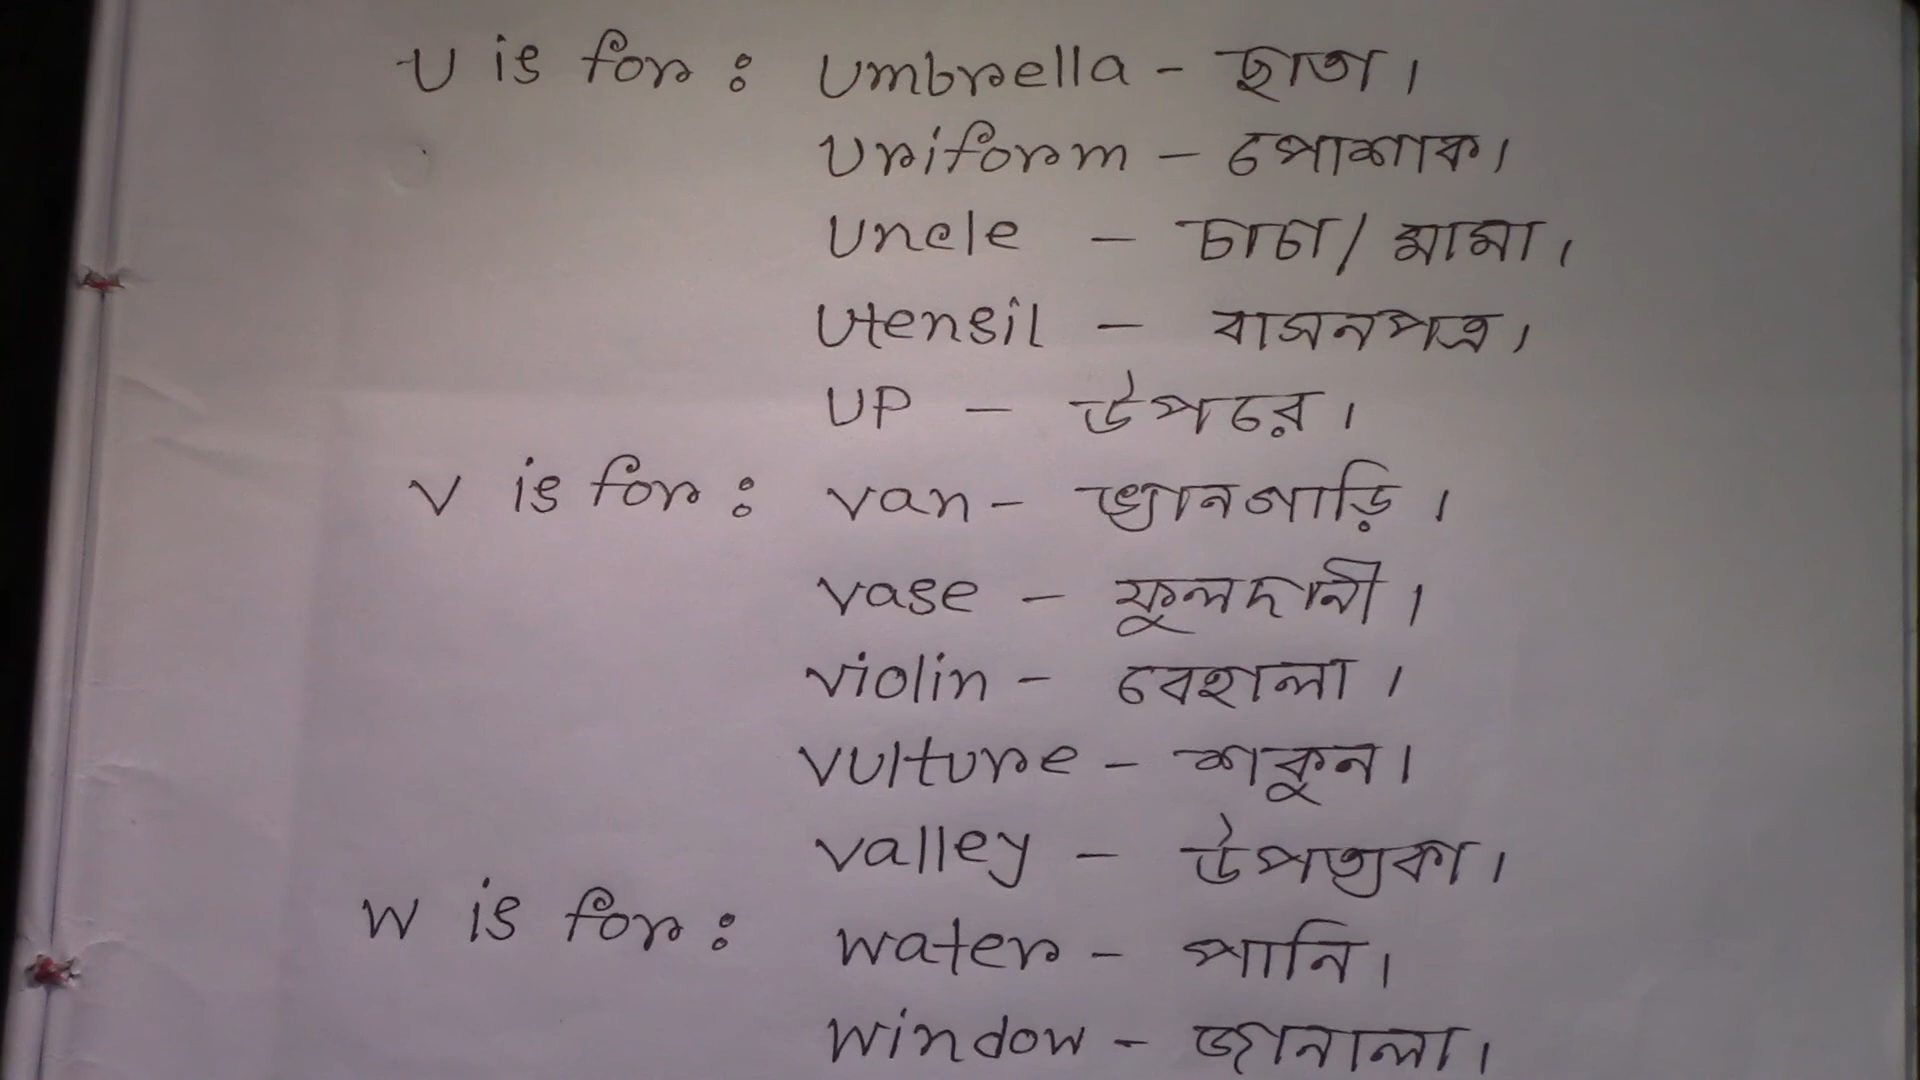 U is for : Umbrella - ছাতা।
Uniform - পোশাক।
Uncle - চাচা/ মামা।
Utensil - বাসনপত্র।
UP - উপরে।
V is for : van - ভ্যানগাড়ি।
vase - ফুলদানী।
violin - বেহালা।
vulture - শকুন।
valley - উপত্যকা।
W is for : water - পানি।
window - জানালা।